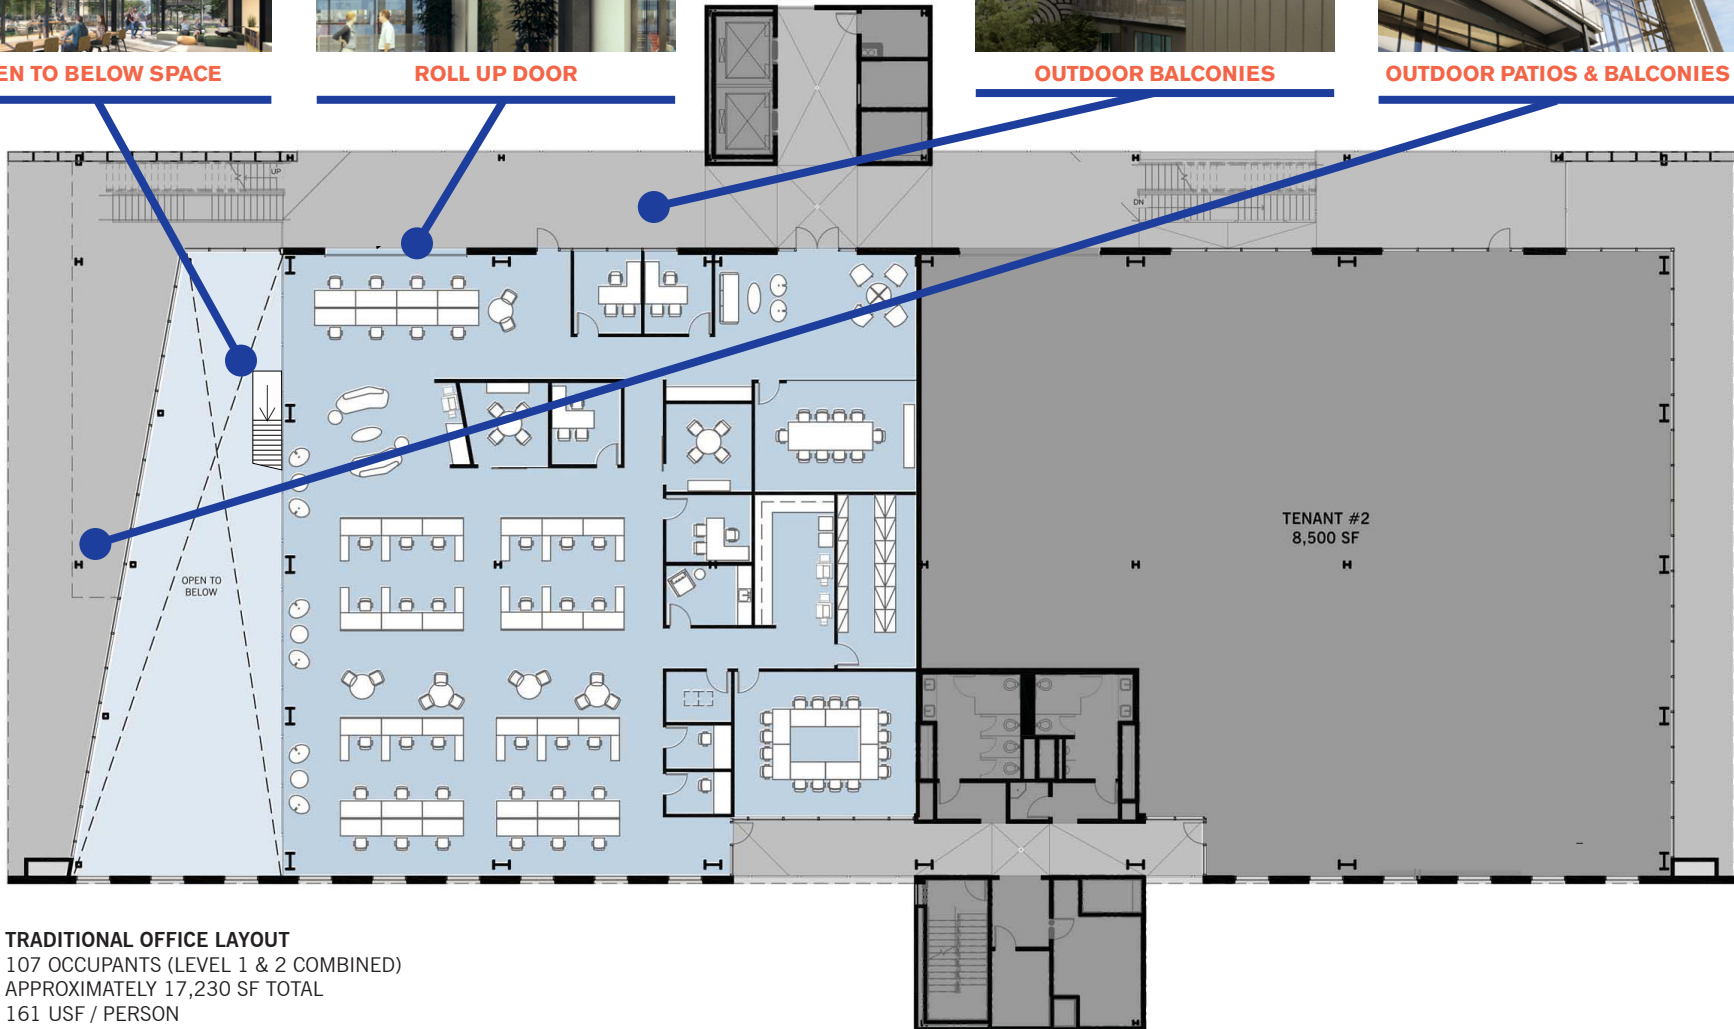 EN TO BELOW SPACE
ROLL UP DOOR
OUTDOOR BALCONIES
OUTDOOR PATIOS & BALCONIES
UP
DN
TENANT #2
8,500 SF
OPEN TO
BELOW
TRADITIONAL OFFICE LAYOUT
107 OCCUPANTS (LEVEL 1 & 2 COMBINED)
APPROXIMATELY 17,230 SF TOTAL
161 USF / PERSON